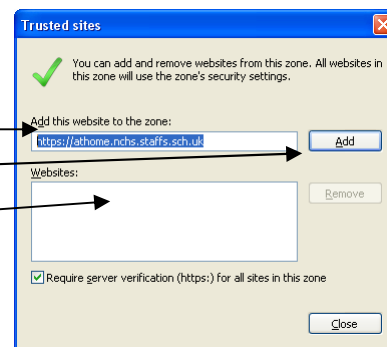 Trusted sites
You can add and remove websites from this zone. All websites in
this zone will use the zone's security settings.
Add this website to the zone:
https://athome.nchs.staffs.sch.uk
Add
Websites:
Remove
Require server verification (https:) for all sites in this zone
Close